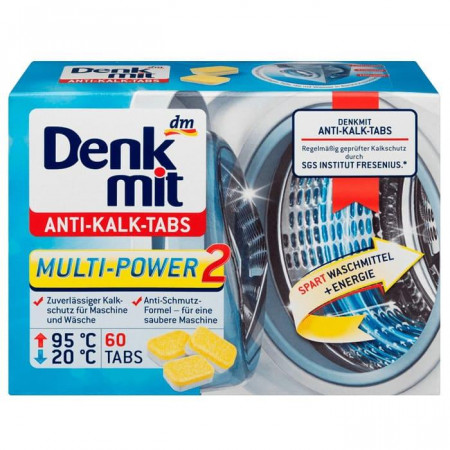 dm
Denk
mit
ANTI-KALK-TABS
MULTI-POWER 2
✓ Zuverlässiger Kalk-
schutz für Maschine
und Wäsche
✓ Anti-Schmutz-
Formel – für eine
saubere Maschine
↑ 95 °C
↓ 20 °C
60
TABS
DENKMIT
ANTI-KALK-TABS
Regelmäßig geprüfter Kalkschutz
durch
SGS INSTITUT FRESENIUS.*
SPART WASCHMITTEL
+ENERGIE